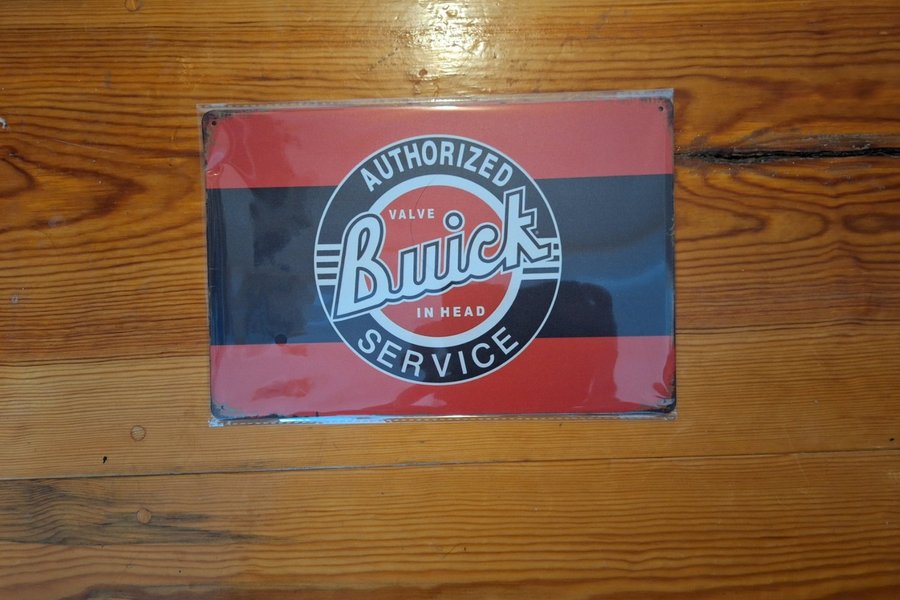 AUTHORIZED
VALVE
Buick
IN HEAD
SERVICE